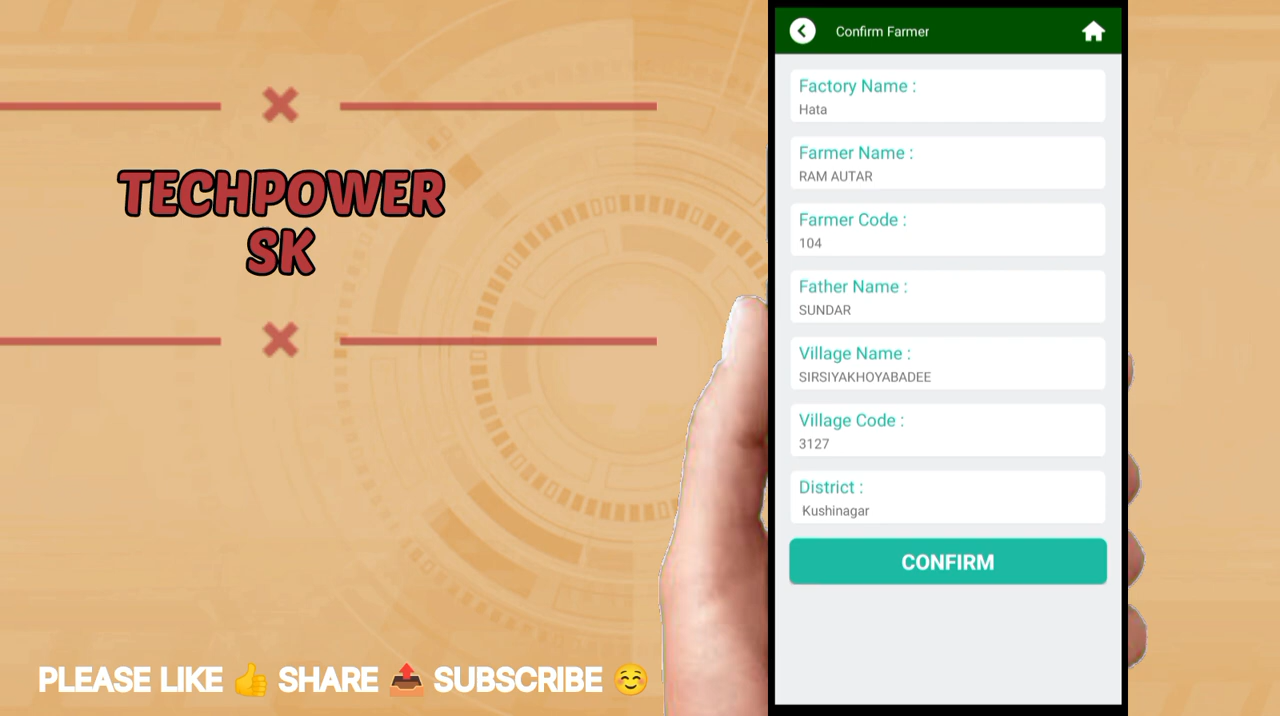 TECHPOWER
SK
PLEASE LIKE 👍 SHARE 📤 SUBSCRIBE ☺️
Confirm Farmer
Factory Name :
Hata
Farmer Name :
RAM AUTAR
Farmer Code :
104
Father Name :
SUNDAR
Village Name :
SIRSIYAKHOYABADEE
Village Code :
3127
District :
Kushinagar
CONFIRM